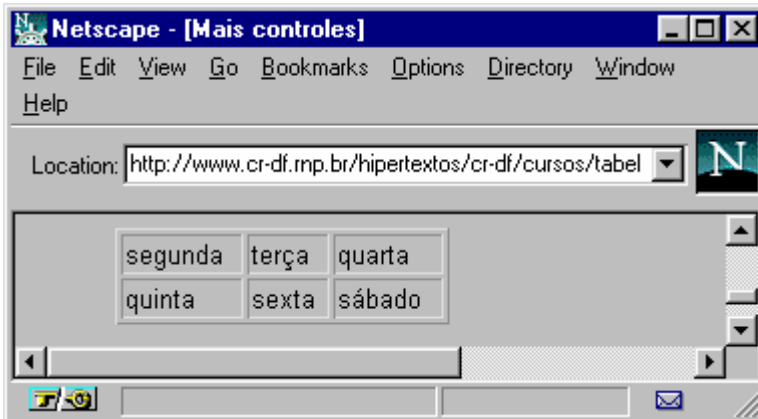 Netscape - [Mais controles]
File Edit View Go Bookmarks Options Directory Window
Help
Location: http://www.cr-df.rnp.br/hipertextos/cr-df/cursos/tabel
N
segunda terça quarta
quinta sexta sábado